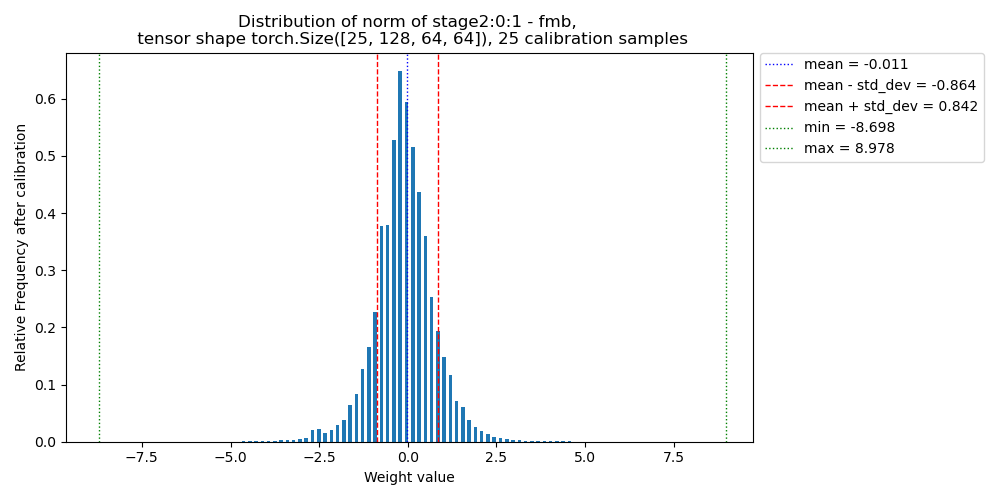 Distribution of norm of stage2:0:1 - fmb,
tensor shape torch.Size([25, 128, 64, 64]), 25 calibration samples
mean = -0.011
mean - std_dev = -0.864
mean + std_dev = 0.842
min = -8.698
max = 8.978
Relative Frequency after calibration
0.6
0.5
0.4
0.3
0.2
0.1
0.0
−7.5
−5.0
−2.5
0.0
2.5
5.0
7.5
Weight value